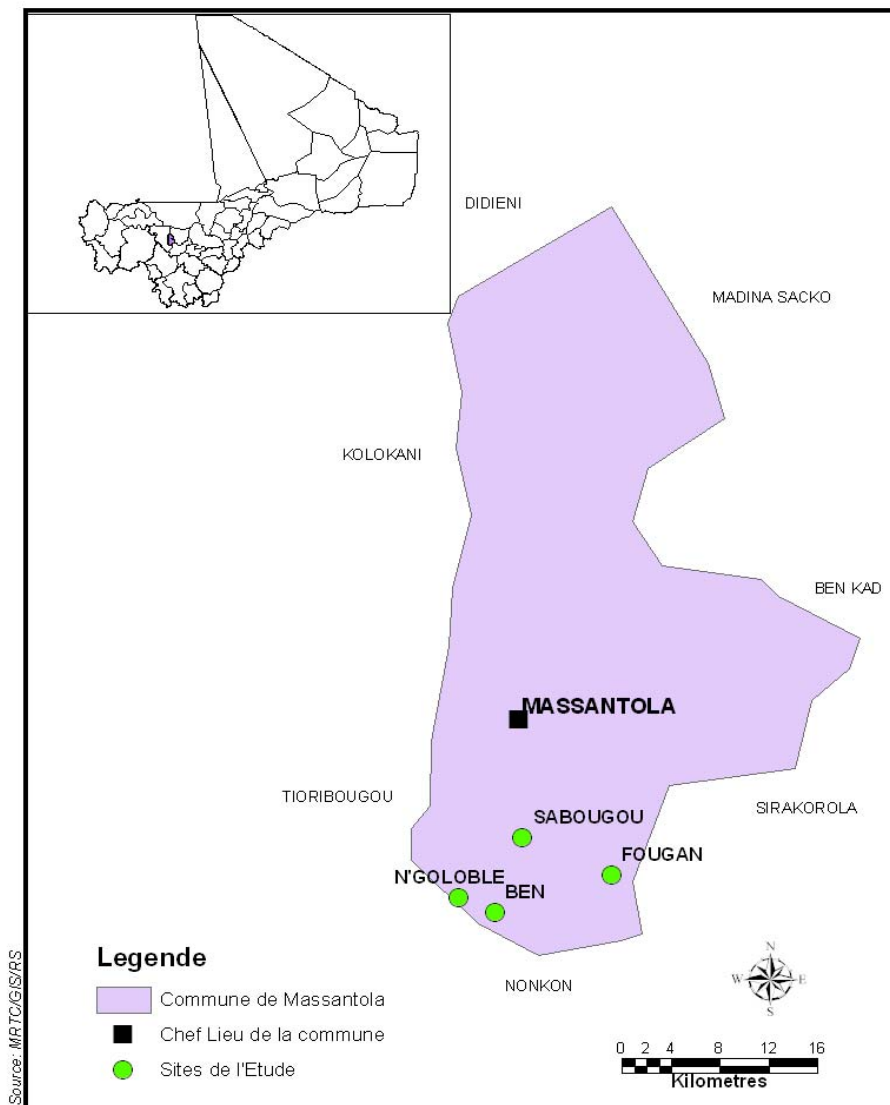 DIDIENI
MADINA SACKO
KOLOKANI
BEN KAD
MASSANTOLA
TIORIBOUGOU
SIRAKOROLA
SABOUGOU
FOUGAN
N'GOLOBLE
BEN
NONKON
Legende
Commune de Massantola
Chef Lieu de la commune
Sites de l'Etude
N
W E
S
0 2 4 8 12 16
Kilometres
Source: MRTC/GIS/RS